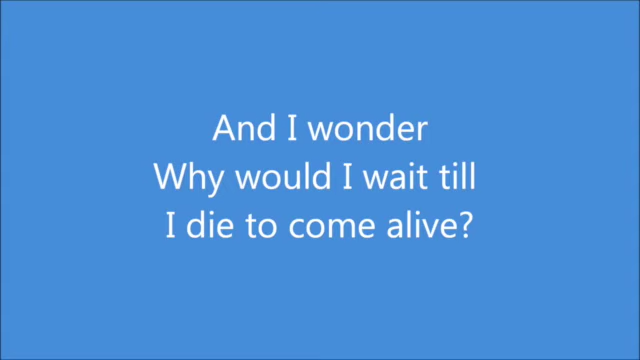 And I wonder
Why would I wait till
I die to come alive?